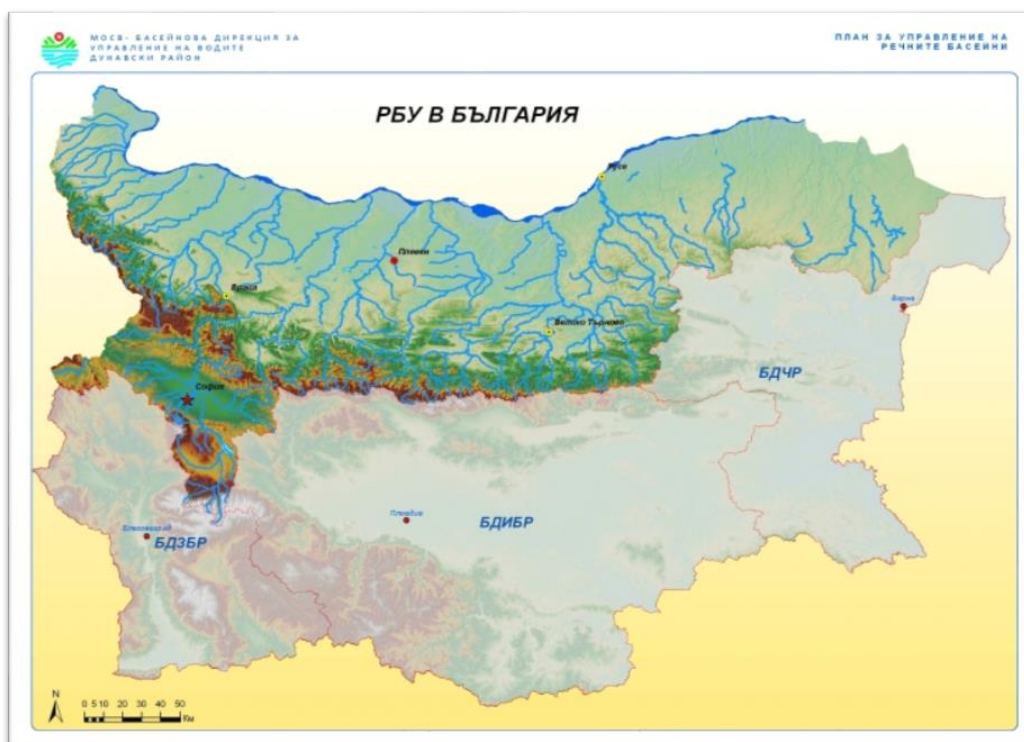 МОСВ- БАСЕЙНОВА ДИРЕКЦИЯ ЗА
УПРАВЛЕНИЕ НА ВОДИТЕ
ДУНАВСКИ РАЙОН
ПЛАН ЗА УПРАВЛЕНИЕ НА
РЕЧНИТЕ БАСЕЙНИ
РБУ В БЪЛГАРИЯ
Русе
Плевен
Враца
Варна
Велико Търново
БДЧР
София
Пловдив
БДИБР
Благоевград
БДЗБР
N
0 5 10 20 30 40 50
Км